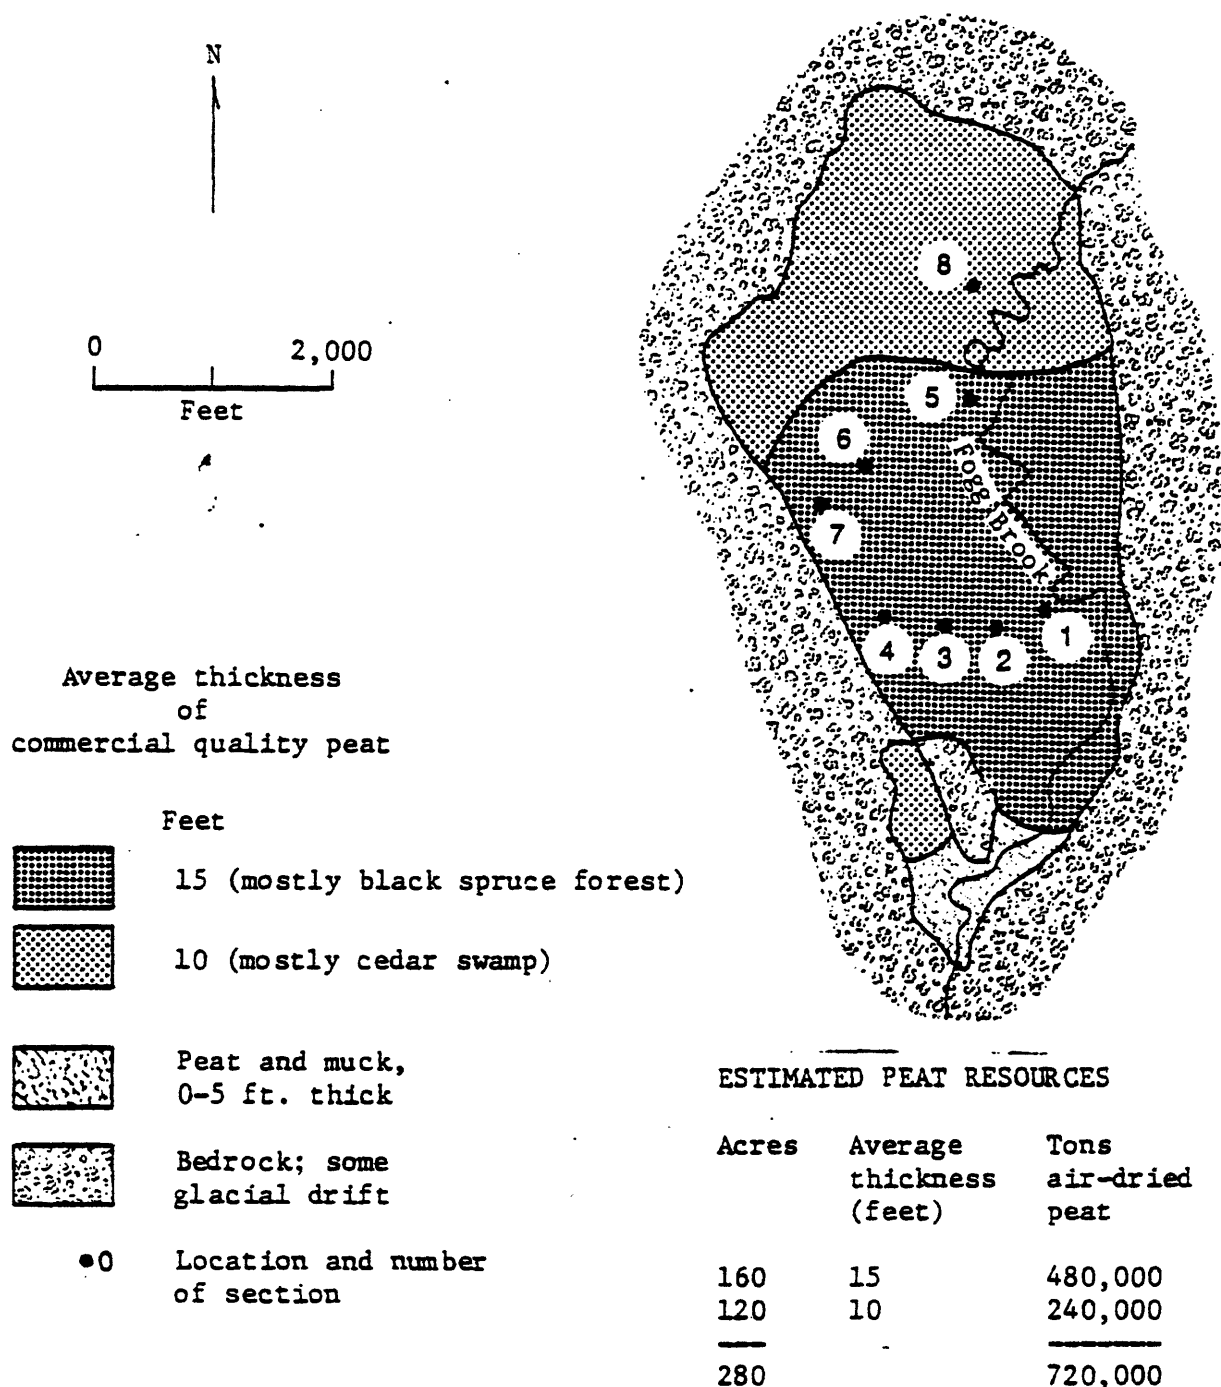 N
0 2,000
Feet
8
5
6
7
Fogg Brook
1
2
3
4
Average thickness
of
commercial quality peat
Feet
15 (mostly black spruce forest)
10 (mostly cedar swamp)
Peat and muck,
0-5 ft. thick
Bedrock; some
glacial drift
0 Location and number
of section
ESTIMATED PEAT RESOURCES
Acres Average Tons
thickness air-dried
(feet) peat
160 15 480,000
120 10 240,000
280 720,000